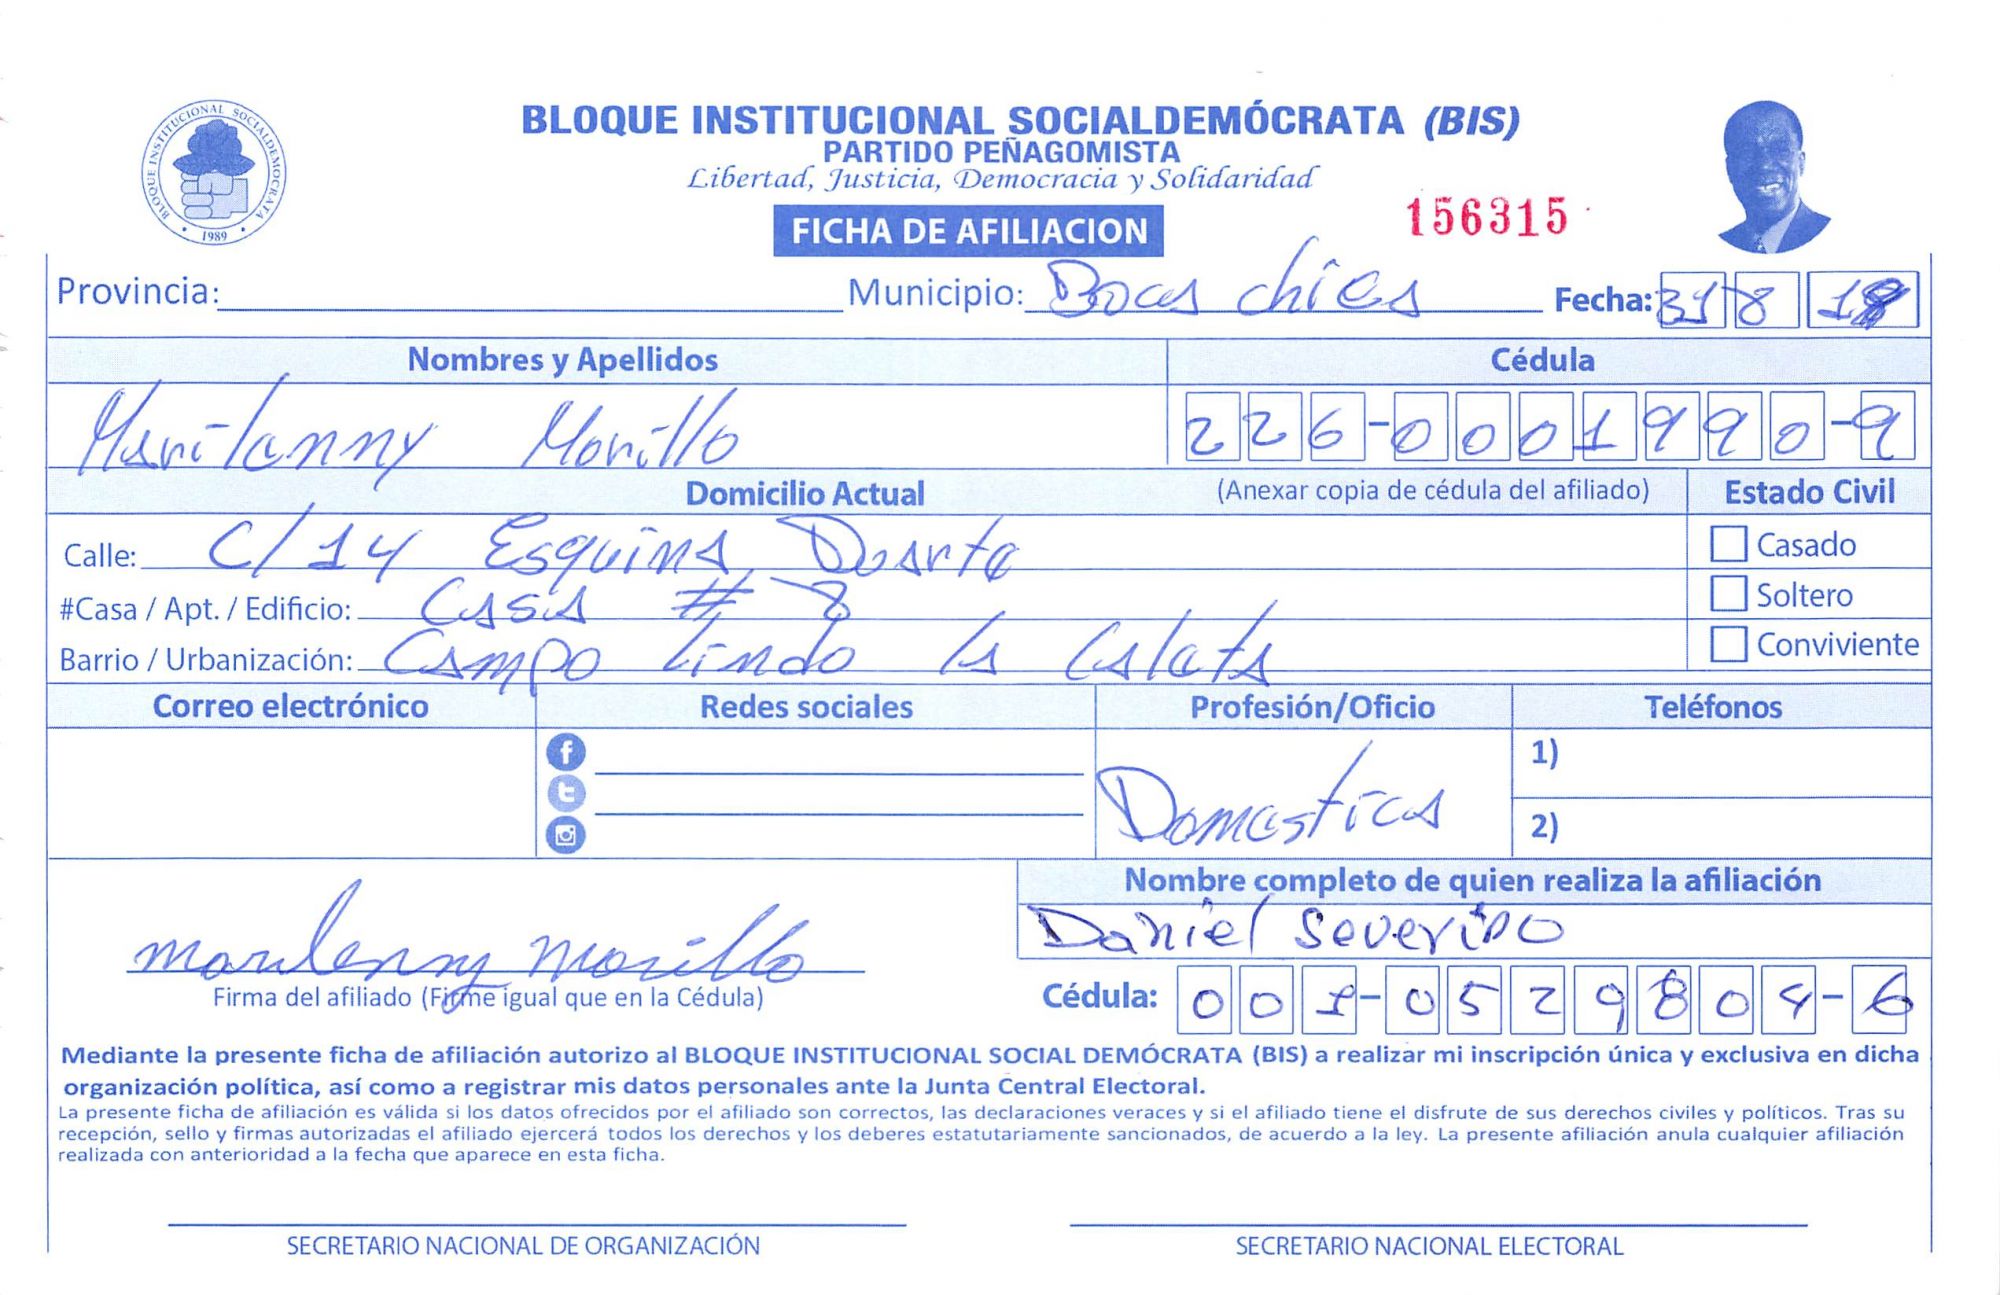 BLOQUE INSTITUCIONAL SOCIALDEMÓCRATA (BIS)
PARTIDO PEÑAGOMISTA
Libertad, Justicia, Democracia y Solidaridad
BLOQUE INSTITUCIONAL SOCIALDEMOCRATA
1989
FICHA DE AFILIACION
156315
Provincia:
Municipio: Boca chica Fecha: 31 8 18
Nombres y Apellidos Cédula
Marilanny Morillo 226-0001990-9
Domicilio Actual (Anexar copia de cédula del afiliado) Estado Civil
Calle: C/14 Esquina Duarte Casado
#Casa / Apt. / Edificio: Casa # 8 Soltero
Barrio / Urbanización: Campo Lindo la Caleta Conviviente
Correo electrónico Redes sociales Profesión/Oficio Teléfonos
1)
Domastica
2)
Nombre completo de quien realiza la afiliación
Daniel Severino
marilenny morillo
Firma del afiliado (Firme igual que en la Cédula) Cédula: 001-0529804-6
Mediante la presente ficha de afiliación autorizo al BLOQUE INSTITUCIONAL SOCIAL DEMÓCRATA (BIS) a realizar mi inscripción única y exclusiva en dicha
organización política, así como a registrar mis datos personales ante la Junta Central Electoral.
La presente ficha de afiliación es válida si los datos ofrecidos por el afiliado son correctos, las declaraciones veraces y si el afiliado tiene el disfrute de sus derechos civiles y políticos. Tras su
recepción, sello y firmas autorizadas el afiliado ejercerá todos los derechos y los deberes estatutariamente sancionados, de acuerdo a la ley. La presente afiliación anula cualquier afiliación
realizada con anterioridad a la fecha que aparece en esta ficha.
SECRETARIO NACIONAL DE ORGANIZACIÓN SECRETARIO NACIONAL ELECTORAL